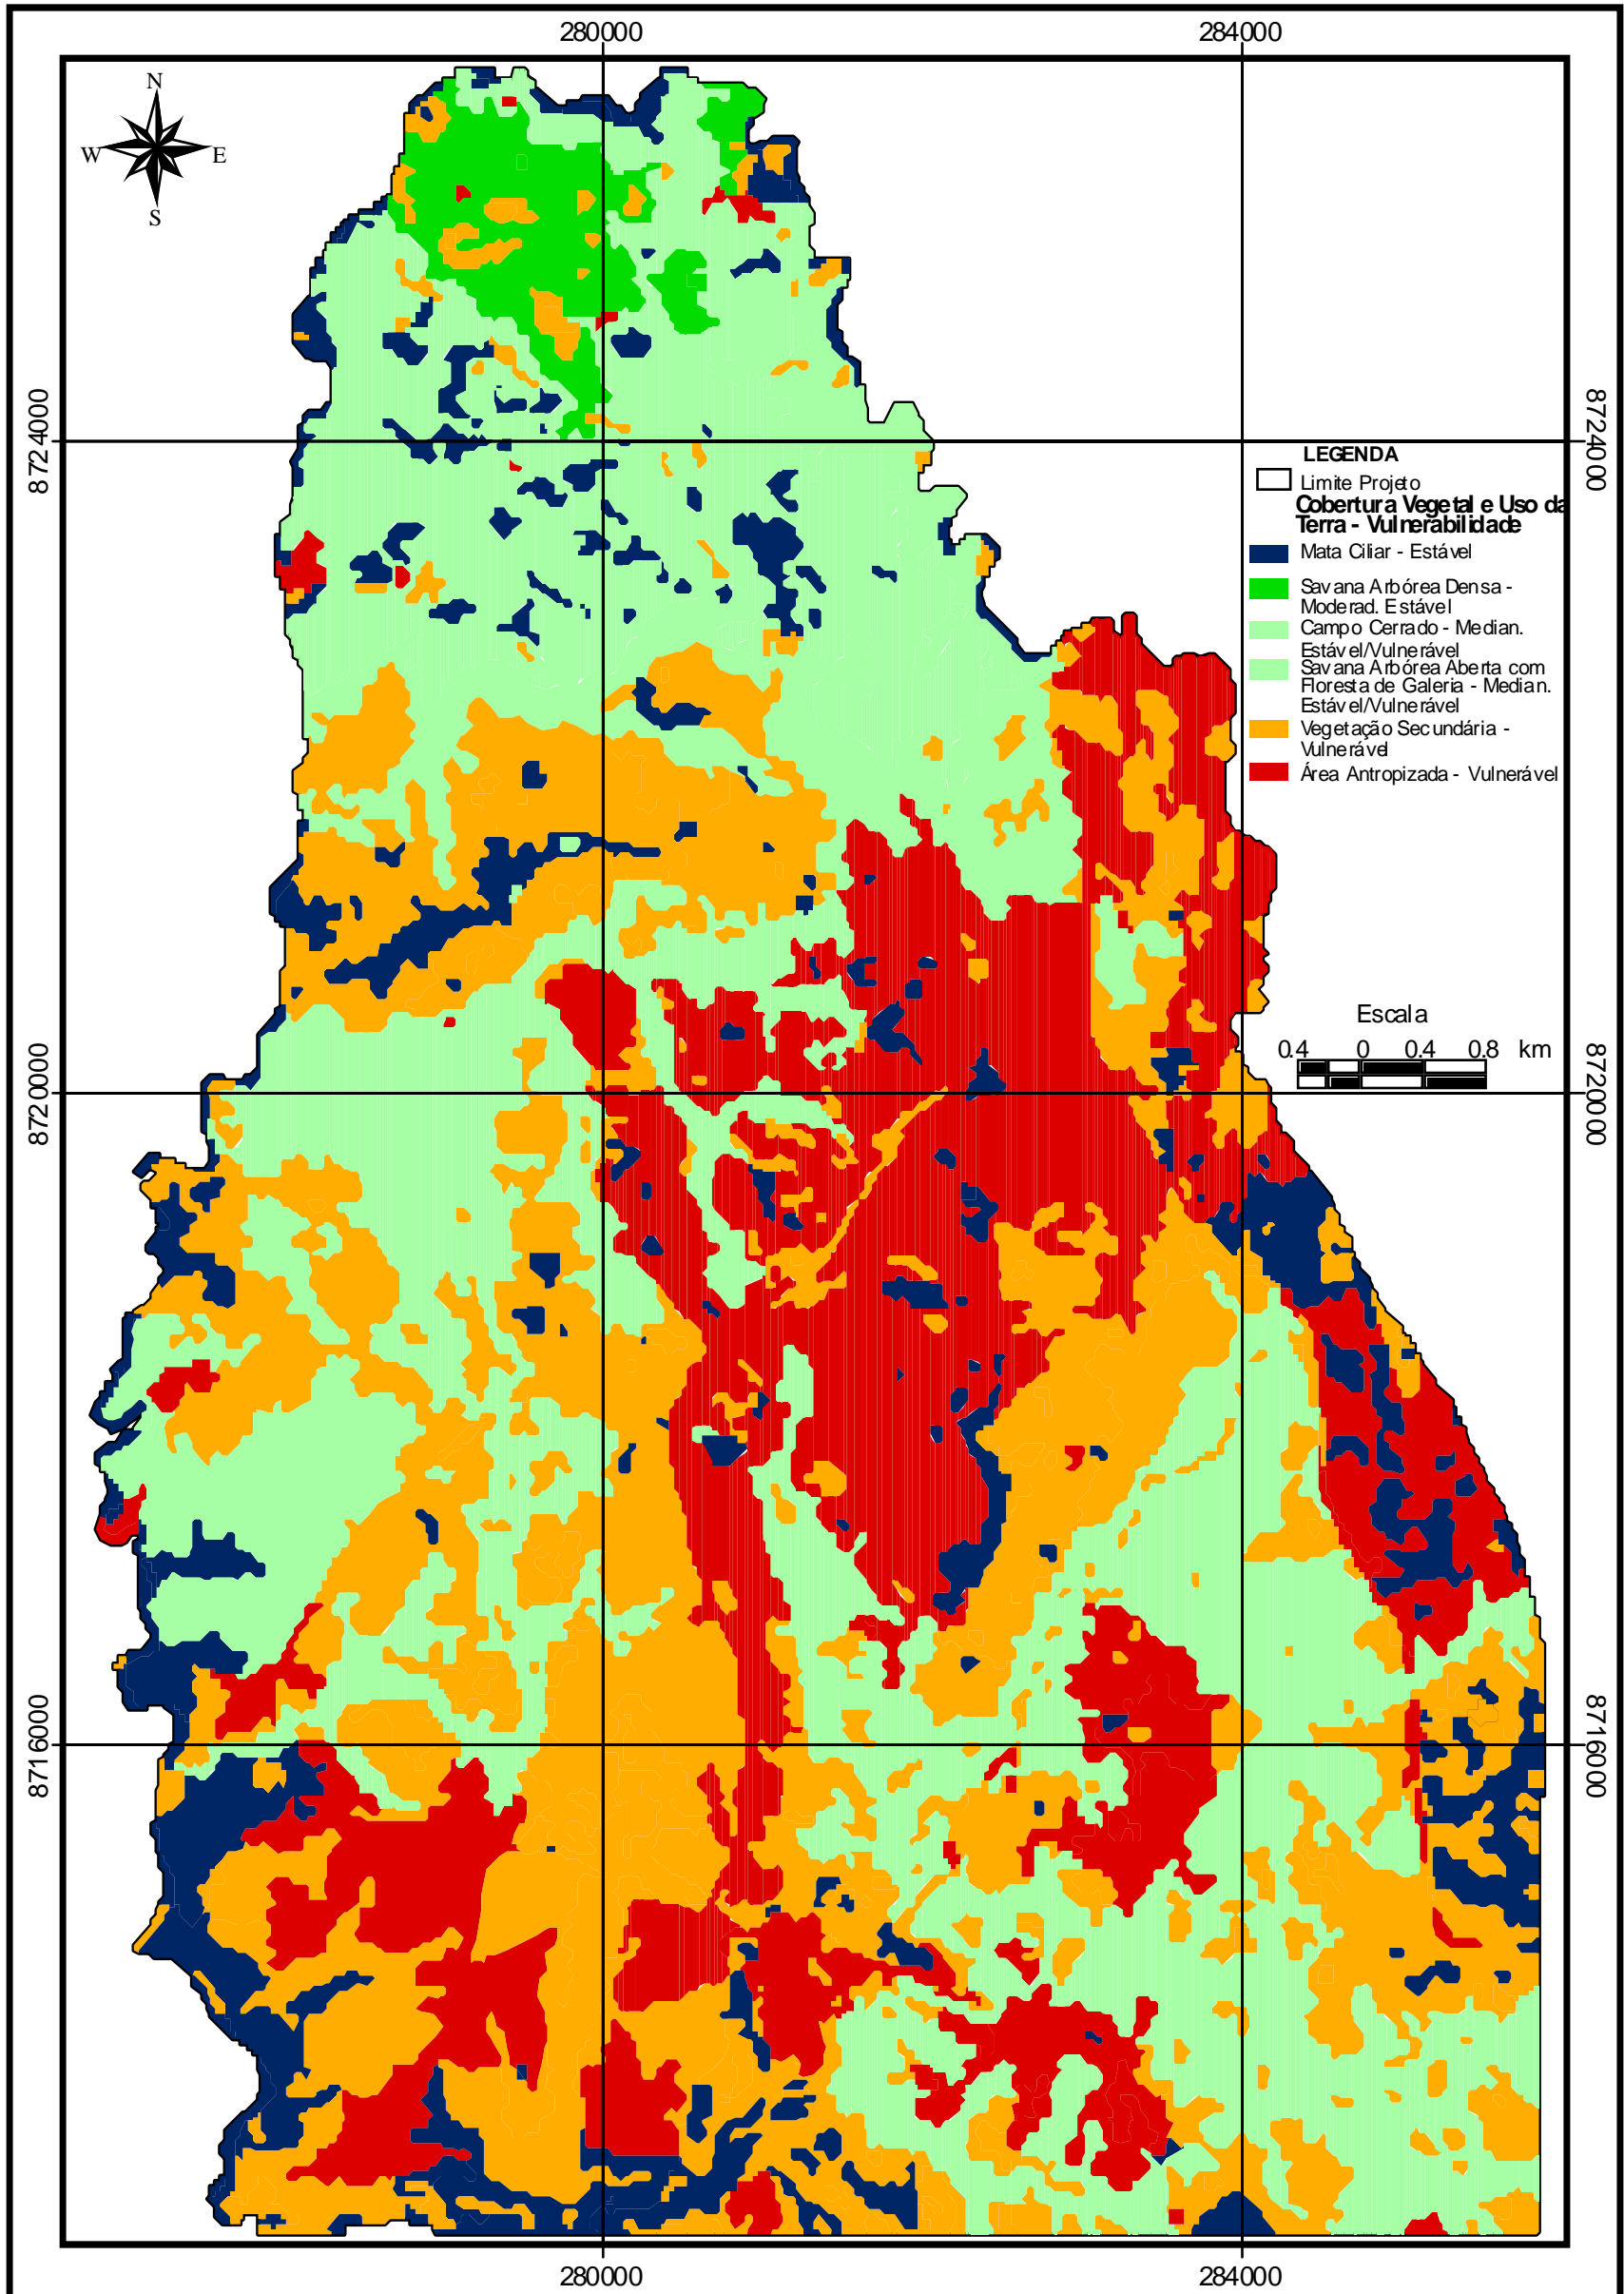 280000
284000
N
W
E
S
8724000
8724000
LEGENDA
Limite Projeto
Cobertura Vegetal e Uso da
Terra - Vulnerabilidade
Mata Ciliar - Estável
Savana Arbórea Densa -
Moderad. Estável
Campo Cerrado - Median.
Estável/Vulnerável
Savana Arbórea Aberta com
Floresta de Galeria - Median.
Estável/Vulnerável
Vegetação Secundária -
Vulnerável
Área Antropizada - Vulnerável
Escala
0.4 0 0.4 0.8 km
8720000
8720000
8716000
8716000
280000
284000